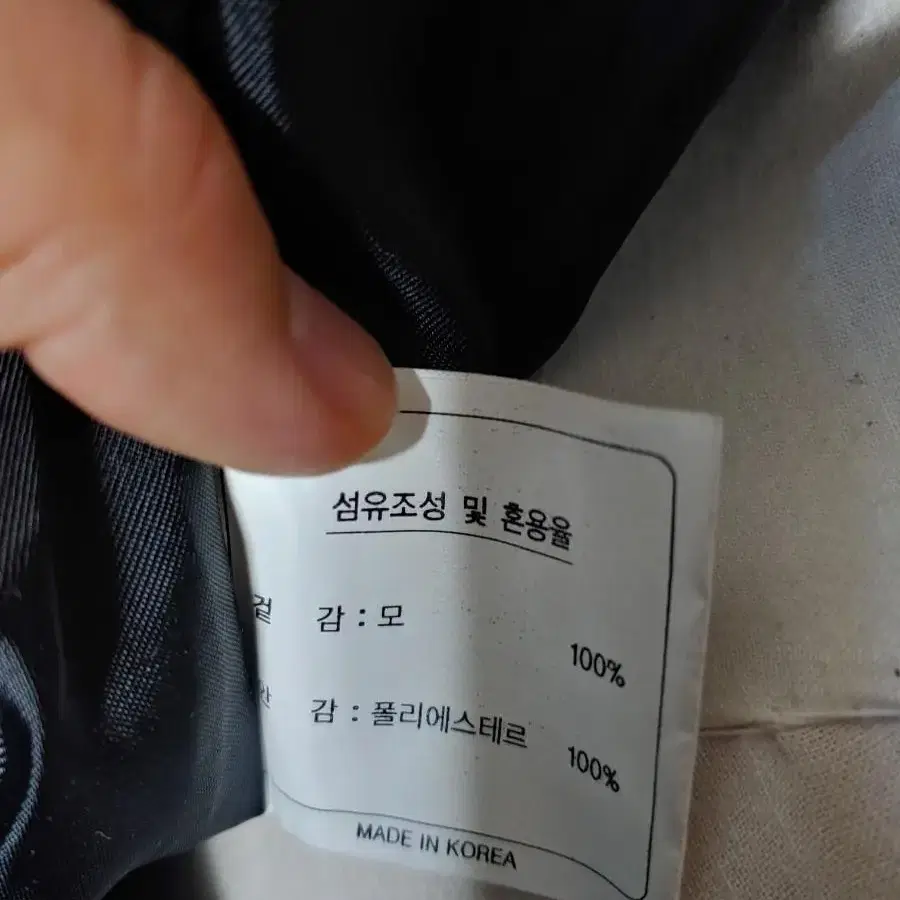 섬유조성 및 혼용율
걸 감 : 모 100%
안 감 : 폴리에스테르 100%
MADE IN KOREA